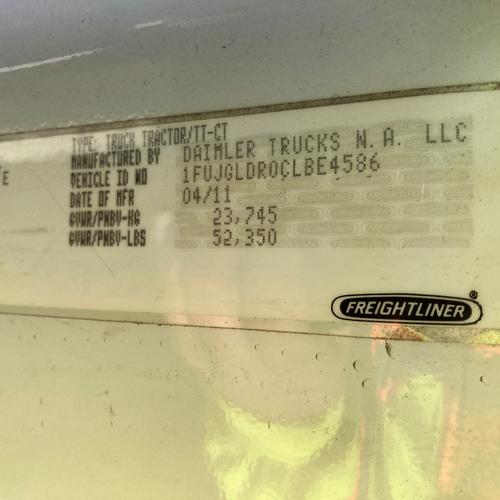 TYPE: TRUCK TRACTOR/TT-CT
MANUFACTURED BY DAIMLER TRUCKS N.A. LLC
VEHICLE ID NO 1FUJGLDR0CLBE4586
DATE OF MFR 04/11
GVWR/PNBV-KG 23,745
GVWR/PNBV-LBS 52,350
FREIGHTLINER®